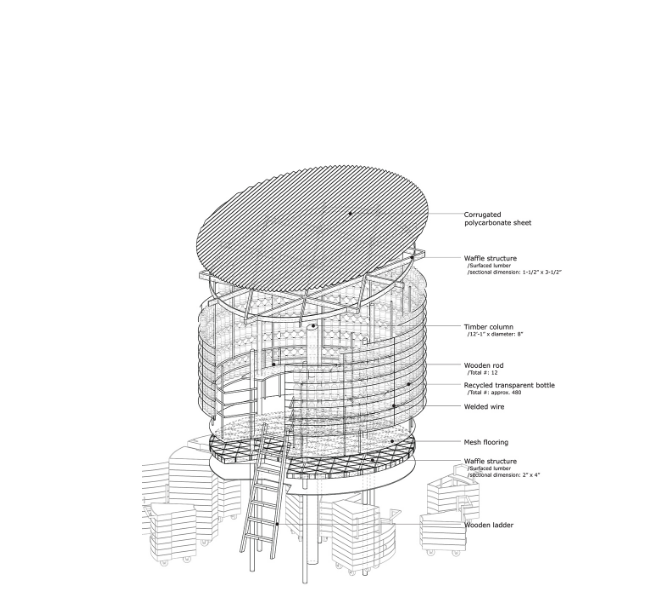 Corrugated
polycarbonate sheet
Waffle structure
/Surfaced lumber
/sectional dimension: 1-1/2" x 3-1/2"
Timber column
/12'-1" x diameter: 8"
Wooden rod
/Total #: 12
Recycled transparent bottle
/Total #: approx. 480
Welded wire
Mesh flooring
Waffle structure
/Surfaced lumber
/sectional dimension: 2" x 4"
Wooden ladder